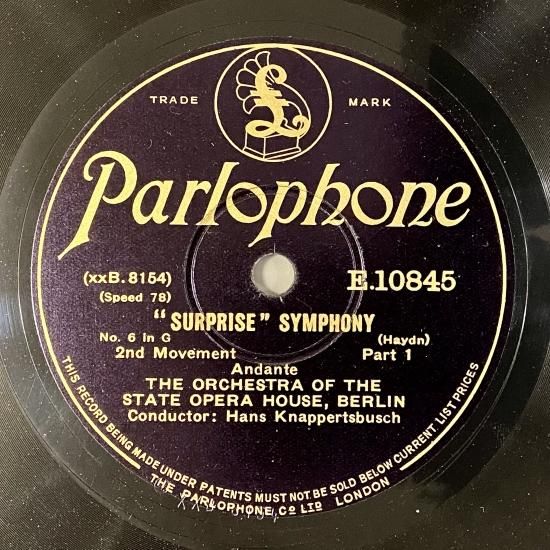 TRADE MARK
Parlophone
(xxB. 8154) E.10845
(Speed 78)
"SURPRISE" SYMPHONY
No. 6 in G (Haydn)
2nd Movement Part 1
Andante
THE ORCHESTRA OF THE
STATE OPERA HOUSE, BERLIN
Conductor: Hans Knappertsbusch
THIS RECORD BEING MADE UNDER PATENTS MUST NOT BE SOLD BELOW CURRENT LIST PRICES
THE PARLOPHONE Co LTD LONDON